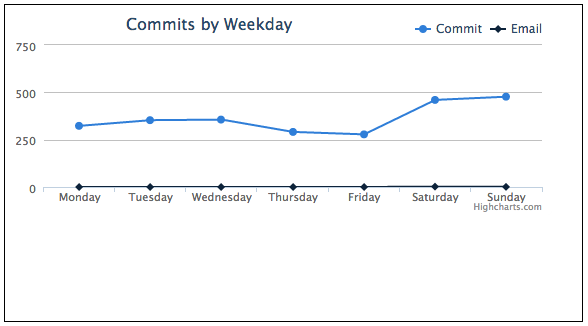 Commits by Weekday
Commit Email
750
500
250
0
Monday Tuesday Wednesday Thursday Friday Saturday Sunday
Highcharts.com